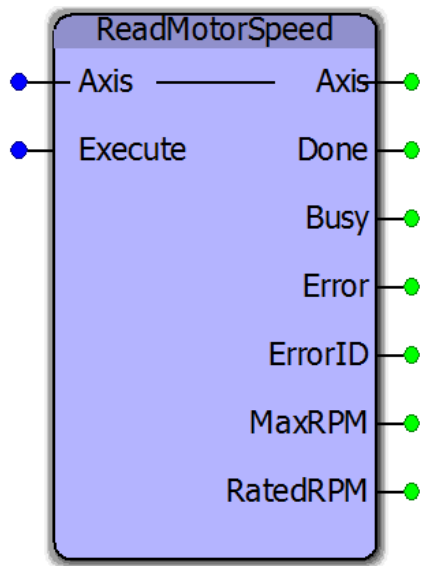 ReadMotorSpeed
Axis Axis
Execute Done
Busy
Error
ErrorID
MaxRPM
RatedRPM